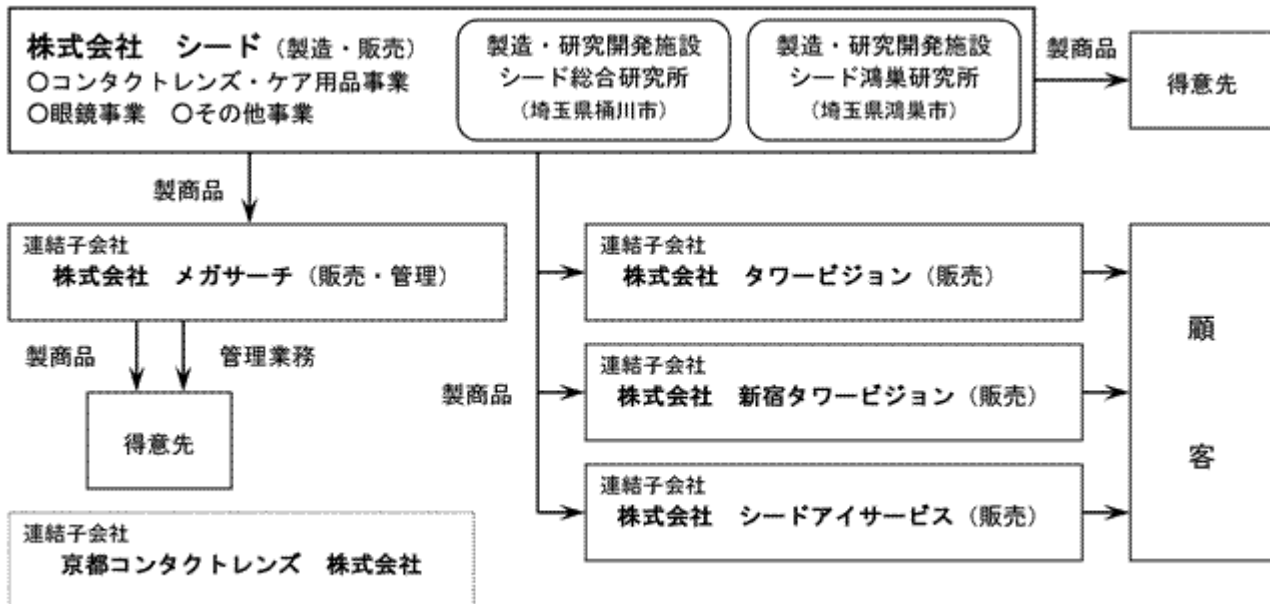 株式会社 シード（製造・販売）
〇コンタクトレンズ・ケア用品事業
〇眼鏡事業 〇その他事業
製造・研究開発施設
シード総合研究所
（埼玉県桶川市）
製造・研究開発施設
シード鴻巣研究所
（埼玉県鴻巣市）
製商品
得意先
製商品
連結子会社
株式会社 メガサーチ（販売・管理）
製商品
管理業務
得意先
連結子会社
京都コンタクトレンズ 株式会社
製商品
連結子会社
株式会社 タワービジョン（販売）
連結子会社
株式会社 新宿タワービジョン（販売）
連結子会社
株式会社 シードアイサービス（販売）
顧
客